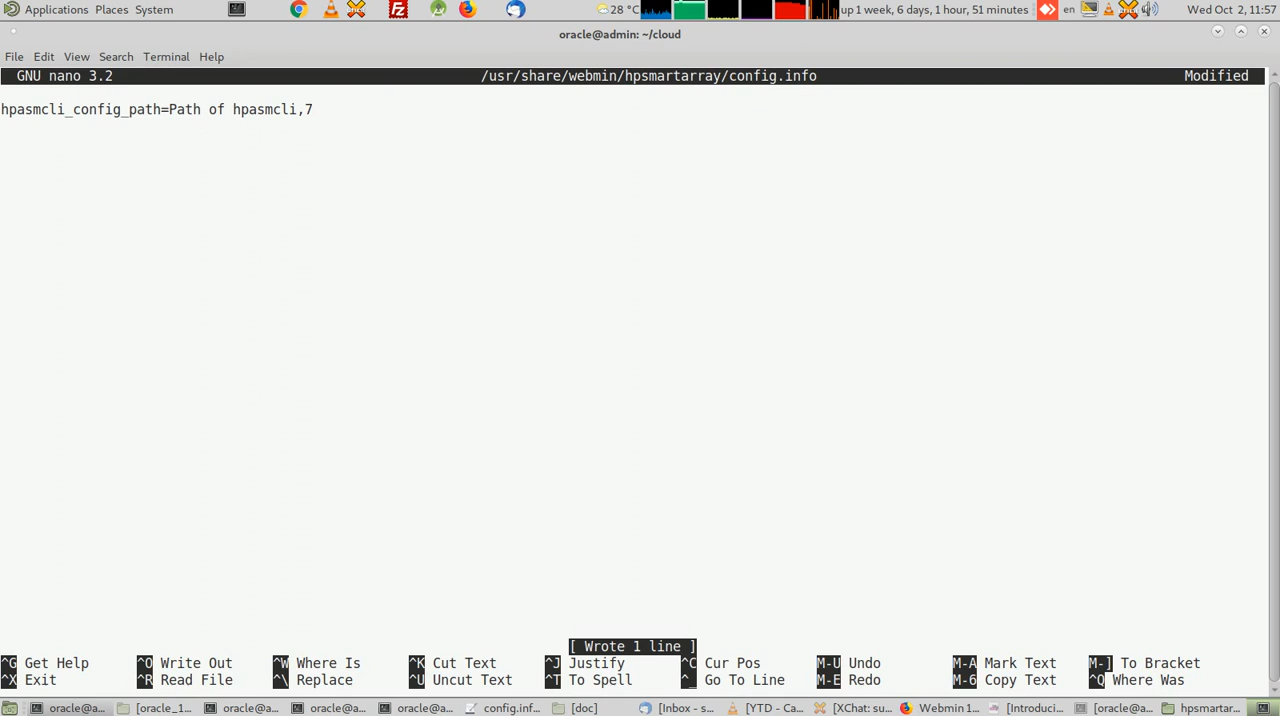 Applications Places System 28 °C up 1 week, 6 days, 1 hour, 51 minutes en Wed Oct 2, 11:57
oracle@admin: ~/cloud
File Edit View Search Terminal Help
GNU nano 3.2 /usr/share/webmin/hpsmartarray/config.info Modified
hpasmcli_config_path=Path of hpasmcli,7
[ Wrote 1 line ]
^G Get Help ^O Write Out ^W Where Is ^K Cut Text ^J Justify ^C Cur Pos M-U Undo M-A Mark Text M-] To Bracket
^X Exit ^R Read File ^\ Replace ^U Uncut Text ^T To Spell ^_ Go To Line M-E Redo M-6 Copy Text ^Q Where Was
oracle@a... [oracle_1... oracle@a... oracle@a... oracle@a... config.inf... [doc] [Inbox - s... [YTD - Ca... [XChat: su... Webmin 1... [Introduci... [oracle@a... hpsmartar...